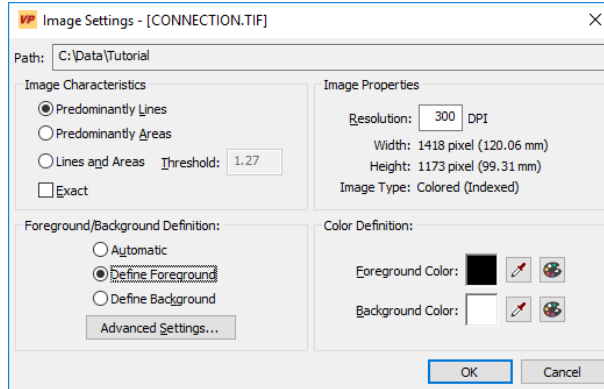 VP Image Settings - [CONNECTION.TIF]
Path: C:\Data\Tutorial
Image Characteristics
Predominantly Lines
Predominantly Areas
Lines and Areas Threshold: 1.27
Exact
Image Properties
Resolution: 300 DPI
Width: 1418 pixel (120.06 mm)
Height: 1173 pixel (99.31 mm)
Image Type: Colored (Indexed)
Foreground/Background Definition:
Automatic
Define Foreground
Define Background
Advanced Settings...
Color Definition:
Foreground Color:
Background Color:
OK Cancel